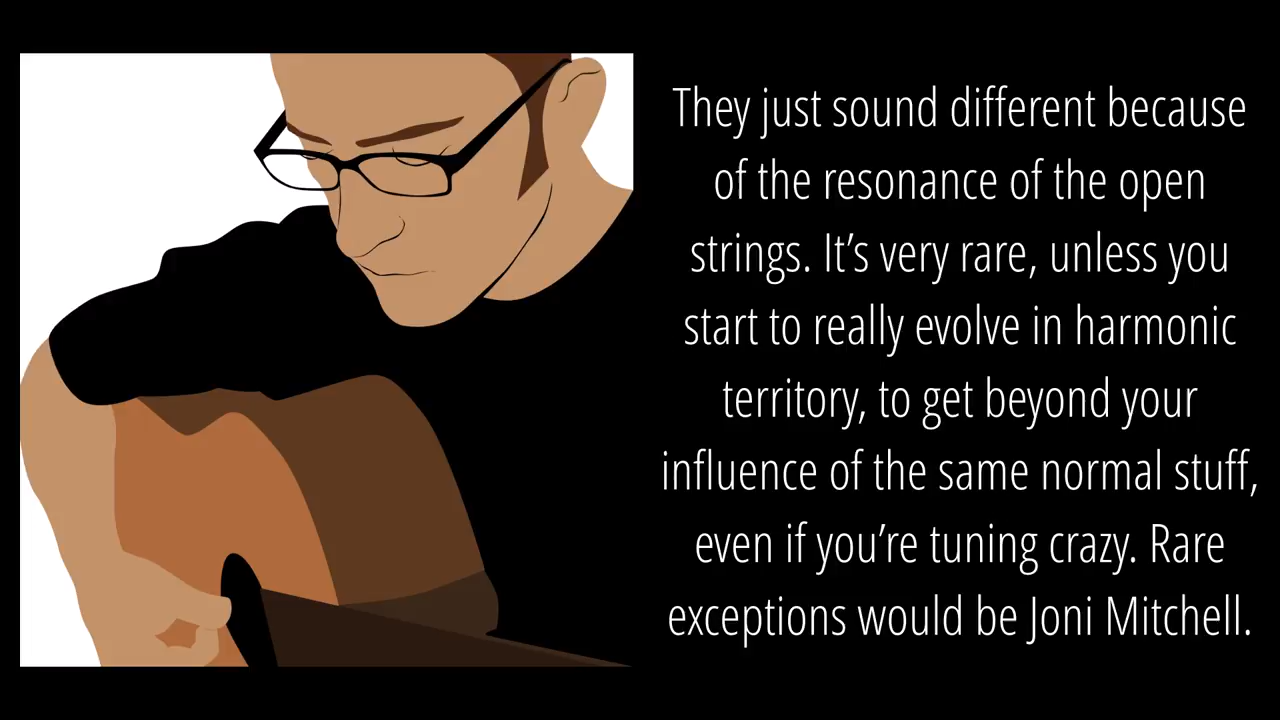 They just sound different because
of the resonance of the open
strings. It’s very rare, unless you
start to really evolve in harmonic
territory, to get beyond your
influence of the same normal stuff,
even if you’re tuning crazy. Rare
exceptions would be Joni Mitchell.